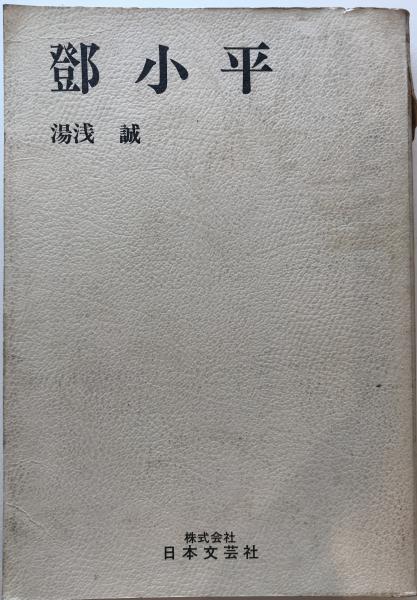 鄧小平
湯浅 誠
株式会社
日本文芸社